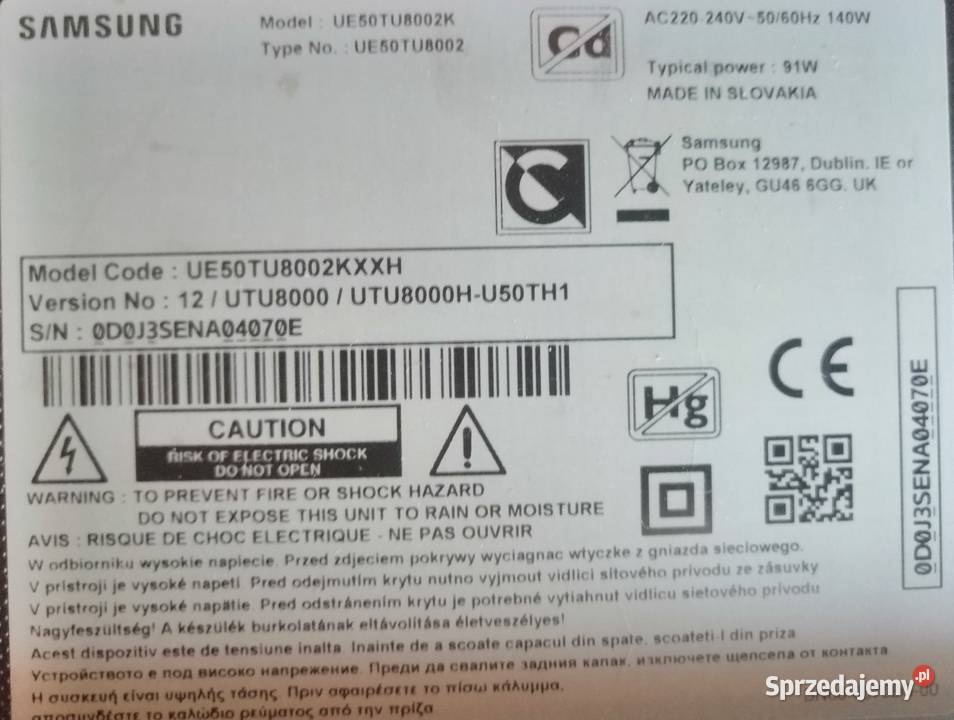 SAMSUNG
Model : UE50TU8002K
Type No. : UE50TU8002
Cd
AC220-240V~50/60Hz 140W
Typical power : 91W
MADE IN SLOVAKIA
Samsung
PO Box 12987, Dublin. IE or
Yateley, GU46 6GG. UK
Model Code : UE50TU8002KXXH
Version No : 12 / UTU8000 / UTU8000H-U50TH1
S/N : 0D0J3SENA04070E
CE
Hg
0D0J3SENA04070E
CAUTION
RISK OF ELECTRIC SHOCK
DO NOT OPEN
WARNING : TO PREVENT FIRE OR SHOCK HAZARD
DO NOT EXPOSE THIS UNIT TO RAIN OR MOISTURE
AVIS : RISQUE DE CHOC ELECTRIQUE - NE PAS OUVRIR
W odbiorniku wysokie napiecie. Przed zdjeciem pokrywy wyciagnac wtyczke z gniazda sieciowego.
V pristroji je vysoké napeti. Pred odejmutím krytu nutno vyjmout vidlici sítového prívodu ze zásuvky
V prístroji je vysoké napätie. Pred odstránením krytu je potrebné vytiahnut vidlicu sietového prívodu
Nagyfeszültség! A készülék burkolatának eltávolítása életveszélyes!
Acest dispozitiv este de tensiune inalta. Inainte de a scoate capacul din spate, scoateti-l din priza
Устройството е под високо напрежение. Преди да свалите задния капак, изключете щепсела от контакта
Η συσκευή είναι υψηλής τάσης. Πριν αφαιρέσετε το πίσω κάλυμμα,
αποσυνδέστε το καλώδιο ρεύματος από την πρίζα
Sprzedajemy.pl